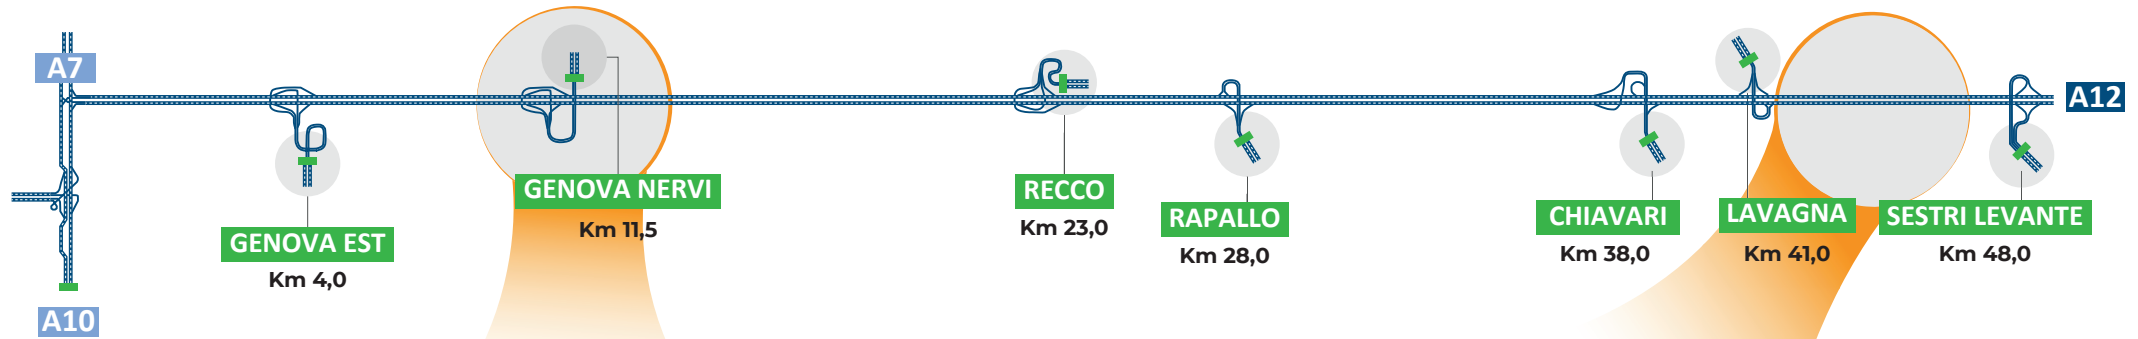 A7
A10
GENOVA EST
Km 4,0
GENOVA NERVI
Km 11,5
RECCO
Km 23,0
RAPALLO
Km 28,0
CHIAVARI
Km 38,0
LAVAGNA
Km 41,0
SESTRI LEVANTE
Km 48,0
A12